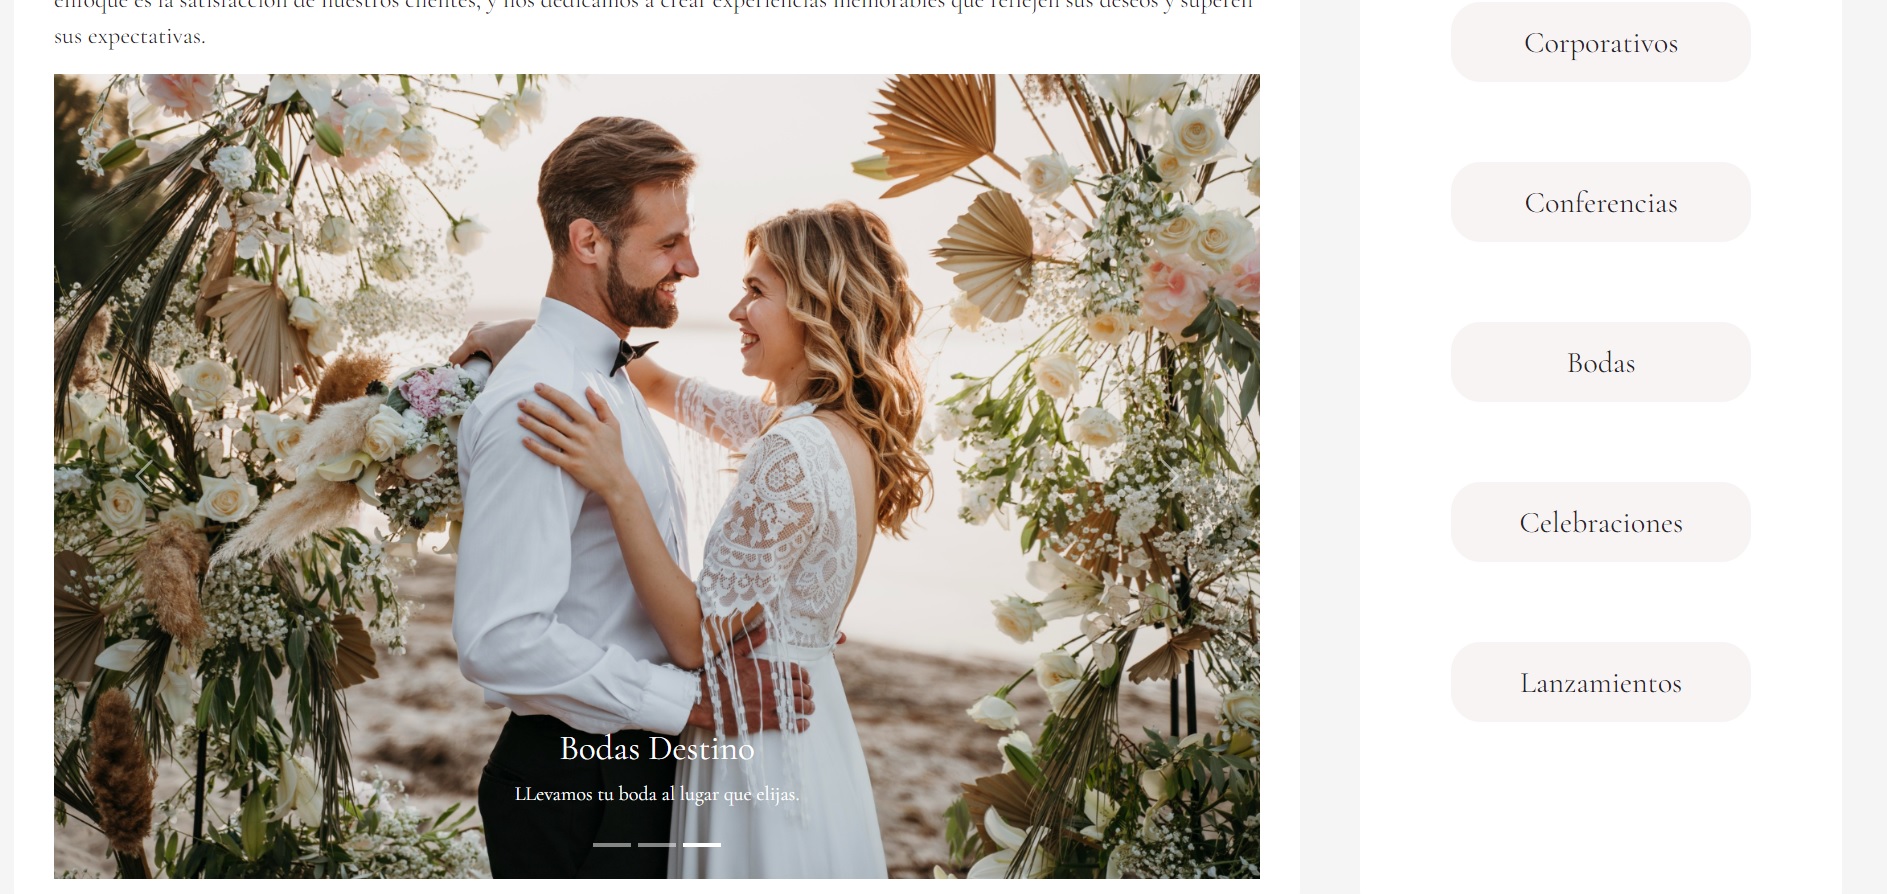 enfoque es la satisfacción de nuestros clientes, y nos dedicamos a crear experiencias memorables que reflejen sus deseos y superen
sus expectativas.
Bodas Destino
LLevamos tu boda al lugar que elijas.
Corporativos
Conferencias
Bodas
Celebraciones
Lanzamientos